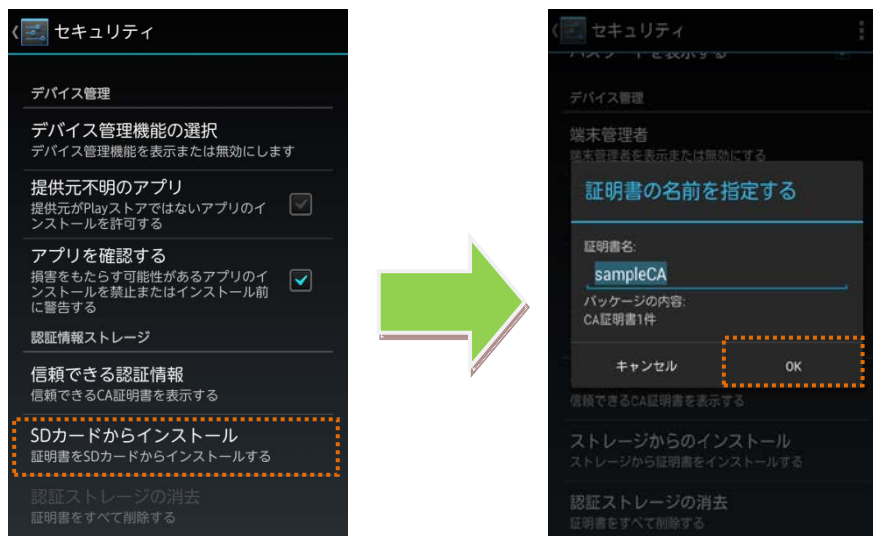 セキュリティ
デバイス管理
デバイス管理機能の選択
デバイス管理機能を表示または無効にします
提供元不明のアプリ
提供元がPlayストアではないアプリのイ
ンストールを許可する
アプリを確認する
損害をもたらす可能性があるアプリのイ
ンストールを禁止またはインストール前
に警告する
認証情報ストレージ
信頼できる認証情報
信頼できるCA証明書を表示する
SDカードからインストール
証明書をSDカードからインストールする
認証ストレージの消去
証明書をすべて削除する
セキュリティ
パスワードを表示する
デバイス管理
端末管理者
端末管理者を表示または無効にする
証明書の名前を指定する
証明書名:
sampleCA
パッケージの内容:
CA証明書1件
キャンセル
OK
信頼できるCA証明書を表示する
ストレージからのインストール
ストレージから証明書をインストールする
認証ストレージの消去
証明書をすべて削除する